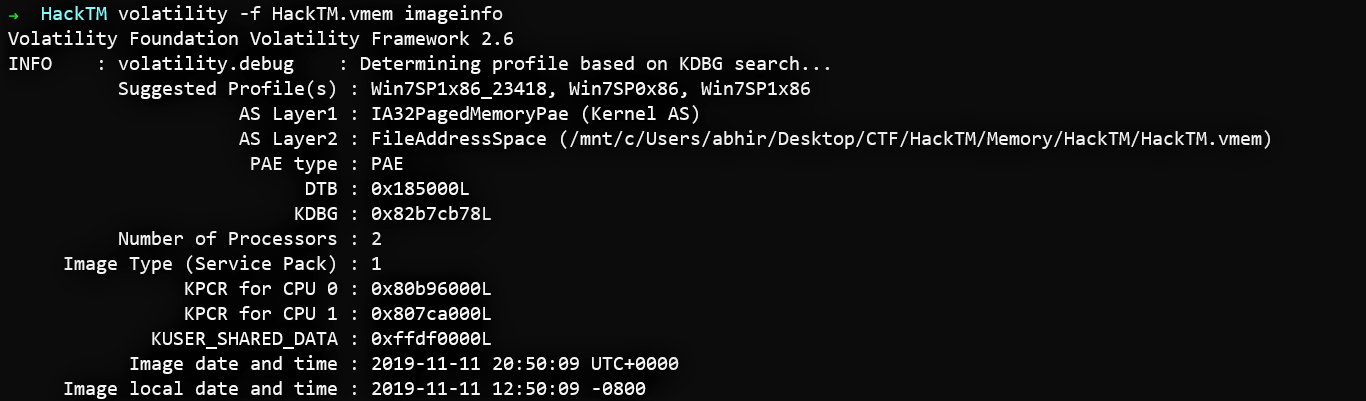 → HackTM volatility -f HackTM.vmem imageinfo
Volatility Foundation Volatility Framework 2.6
INFO    : volatility.debug    : Determining profile based on KDBG search...
          Suggested Profile(s) : Win7SP1x86_23418, Win7SP0x86, Win7SP1x86
                     AS Layer1 : IA32PagedMemoryPae (Kernel AS)
                     AS Layer2 : FileAddressSpace (/mnt/c/Users/abhir/Desktop/CTF/HackTM/Memory/HackTM/HackTM.vmem)
                      PAE type : PAE
                           DTB : 0x185000L
                          KDBG : 0x82b7cb78L
          Number of Processors : 2
     Image Type (Service Pack) : 1
                KPCR for CPU 0 : 0x80b96000L
                KPCR for CPU 1 : 0x807ca000L
             KUSER_SHARED_DATA : 0xffdf0000L
           Image date and time : 2019-11-11 20:50:09 UTC+0000
     Image local date and time : 2019-11-11 12:50:09 -0800